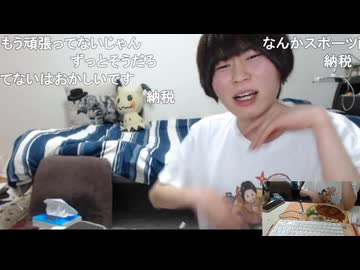 もう頑張ってないじゃん
なんかスポーツ
ずっとそうだろ
納税
てないはおかしいです
納税